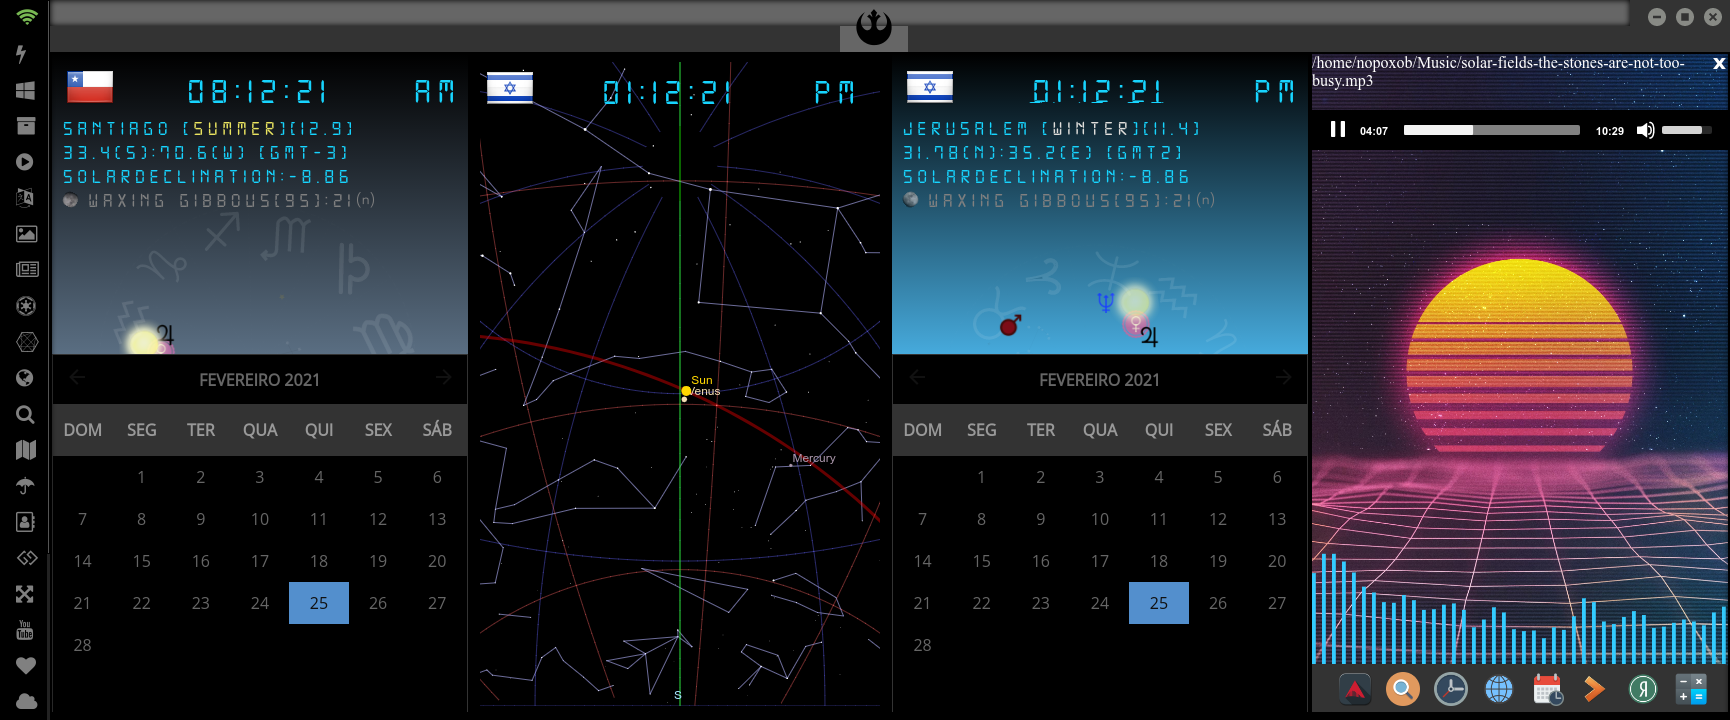 08:12:21 AM
SANTIAGO [SUMMER][12.9]
33.4(S):70.6(W) [GMT-3]
SOLARDECLINATION:-8.86
WAXING GIBBOUS[95]:21(n)
FEVEREIRO 2021
DOM SEG TER QUA QUI SEX SÁB
1 2 3 4 5 6
7 8 9 10 11 12 13
14 15 16 17 18 19 20
21 22 23 24 25 26 27
28
01:12:21 PM
Sun
Venus
Mercury
S
01:12:21 PM
JERUSALEM [WINTER][11.4]
31.78(N):35.2(E) [GMT2]
SOLARDECLINATION:-8.86
WAXING GIBBOUS[95]:21(n)
FEVEREIRO 2021
DOM SEG TER QUA QUI SEX SÁB
1 2 3 4 5 6
7 8 9 10 11 12 13
14 15 16 17 18 19 20
21 22 23 24 25 26 27
28
/home/nopoxob/Music/solar-fields-the-stones-are-not-too-
busy.mp3
X
04:07 10:29
You
Tube
Я